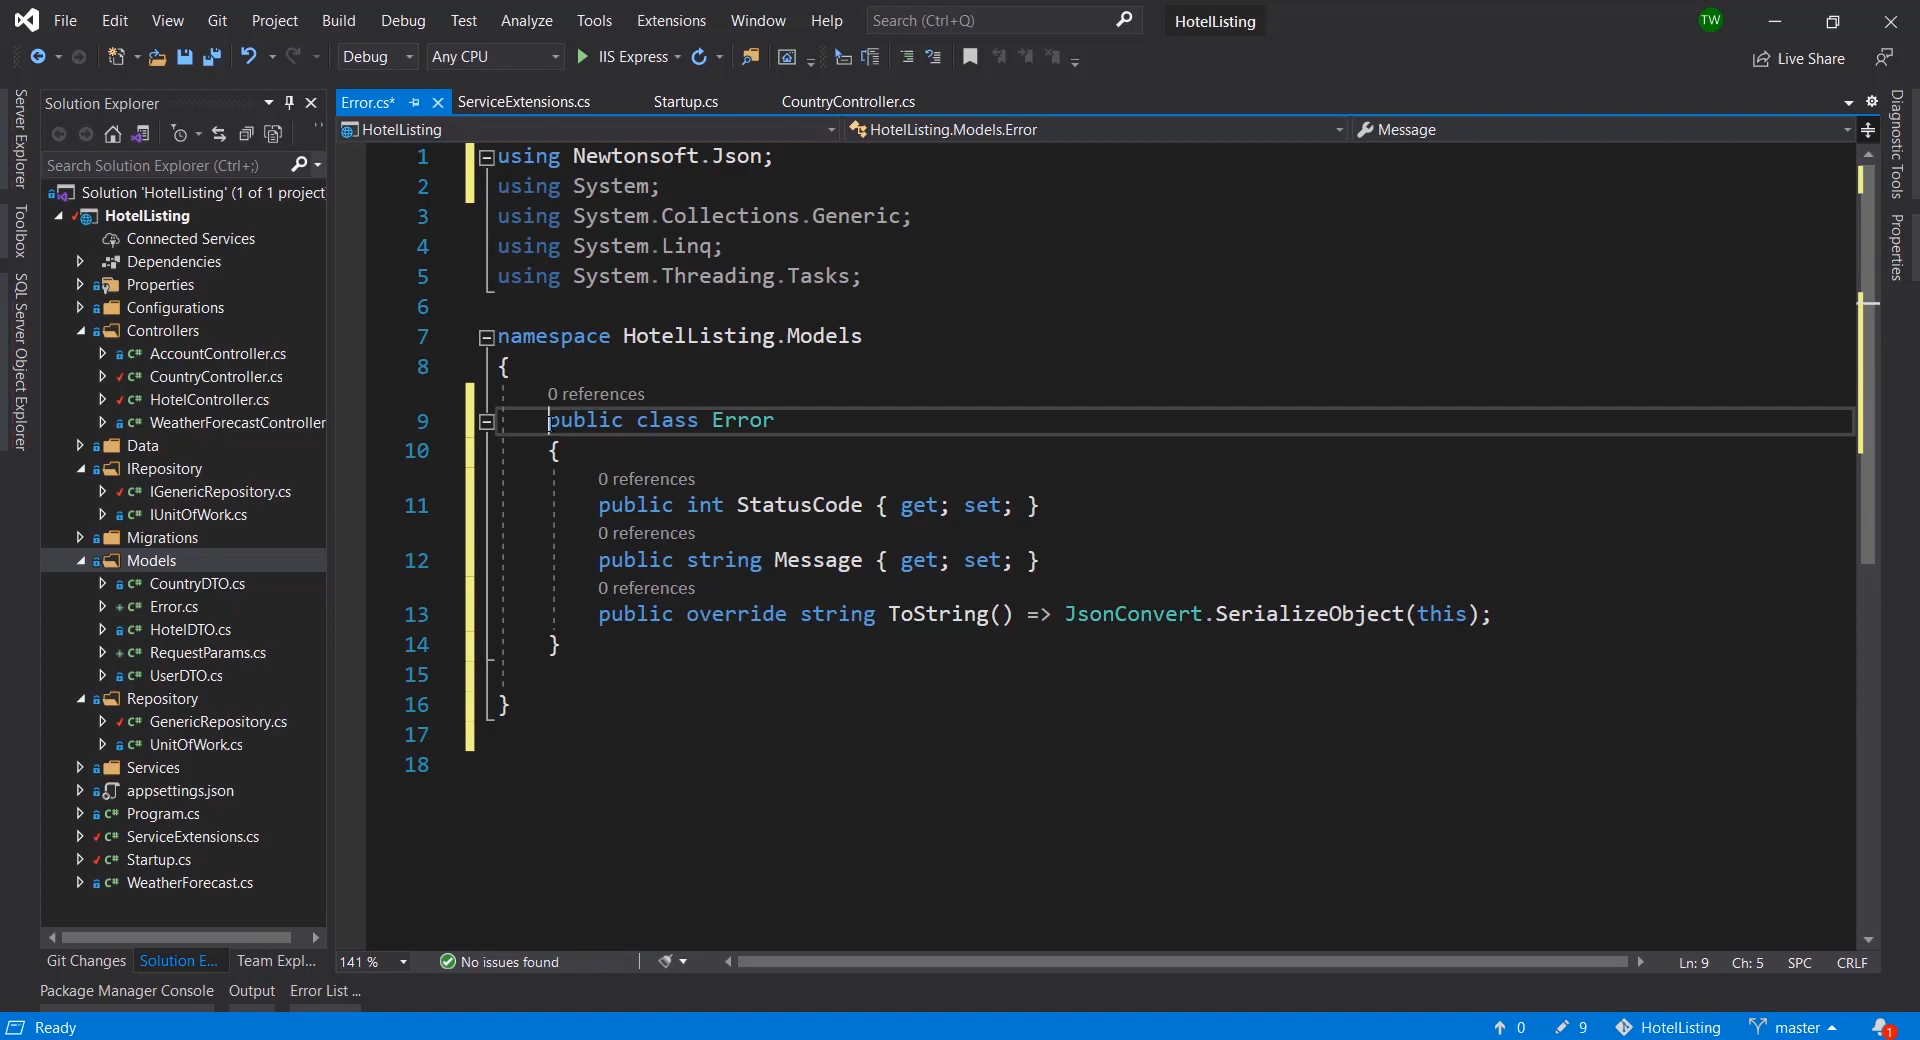 File Edit View Git Project Build Debug Test Analyze Tools Extensions Window Help Search (Ctrl+Q) HotelListing TW
Debug Any CPU IIS Express Live Share
Server Explorer
Toolbox
SQL Server Object Explorer
Solution Explorer
Search Solution Explorer (Ctrl+;)
Solution 'HotelListing' (1 of 1 project
HotelListing
Connected Services
Dependencies
Properties
Configurations
Controllers
C# AccountController.cs
C# CountryController.cs
C# HotelController.cs
C# WeatherForecastController
Data
IRepository
C# IGenericRepository.cs
C# IUnitOfWork.cs
Migrations
Models
C# CountryDTO.cs
C# Error.cs
C# HotelDTO.cs
C# RequestParams.cs
C# UserDTO.cs
Repository
C# GenericRepository.cs
C# UnitOfWork.cs
Services
appsettings.json
C# Program.cs
C# ServiceExtensions.cs
C# Startup.cs
C# WeatherForecast.cs
Git Changes Solution E... Team Expl...
Error.cs* ServiceExtensions.cs Startup.cs CountryController.cs
HotelListing HotelListing.Models.Error Message
1 using Newtonsoft.Json;
2 using System;
3 using System.Collections.Generic;
4 using System.Linq;
5 using System.Threading.Tasks;
6
7 namespace HotelListing.Models
8 {
0 references
9 public class Error
10 {
0 references
11 public int StatusCode { get; set; }
0 references
12 public string Message { get; set; }
0 references
13 public override string ToString() => JsonConvert.SerializeObject(this);
14 }
15
16 }
17
18
141 % No issues found Ln: 9 Ch: 5 SPC CRLF
Diagnostic Tools
Properties
Package Manager Console Output Error List ...
Ready 0 9 HotelListing master 1